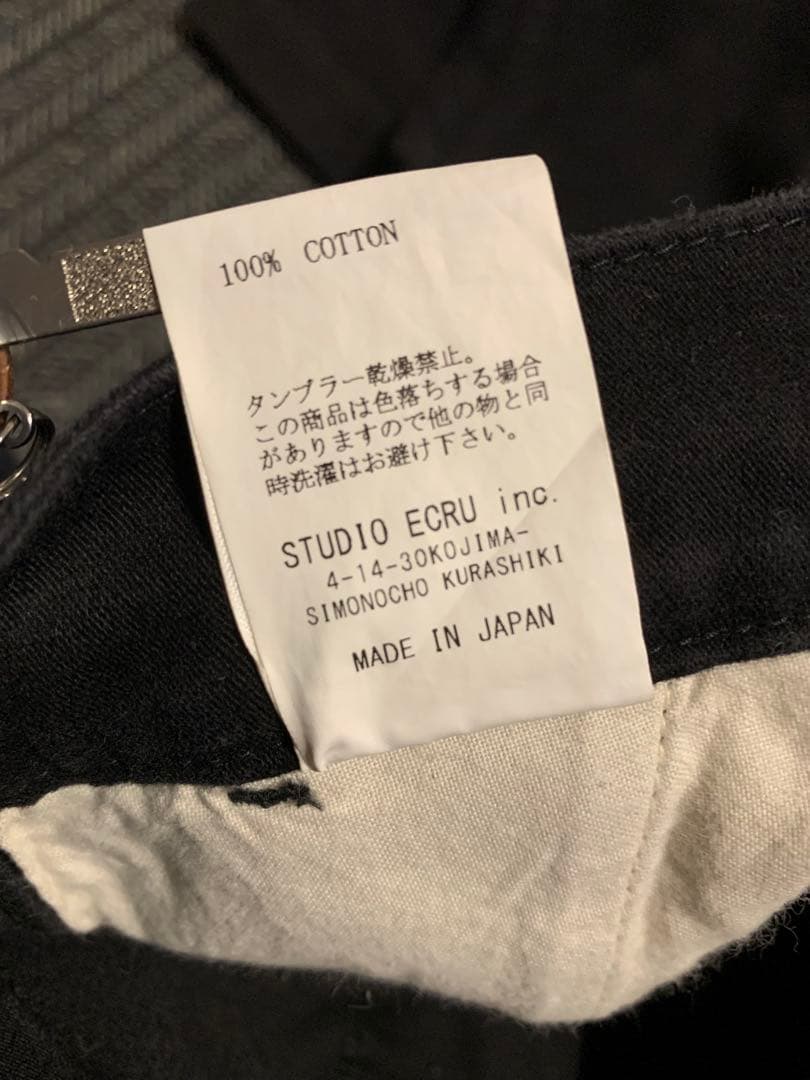 100% COTTON
タンブラー乾燥禁止。
この商品は色落ちする場合
がありますので他の物と同
時洗濯はお避け下さい。
STUDIO ECRU inc.
4-14-30KOJIMA-
SIMONOCHO KURASHIKI
MADE IN JAPAN